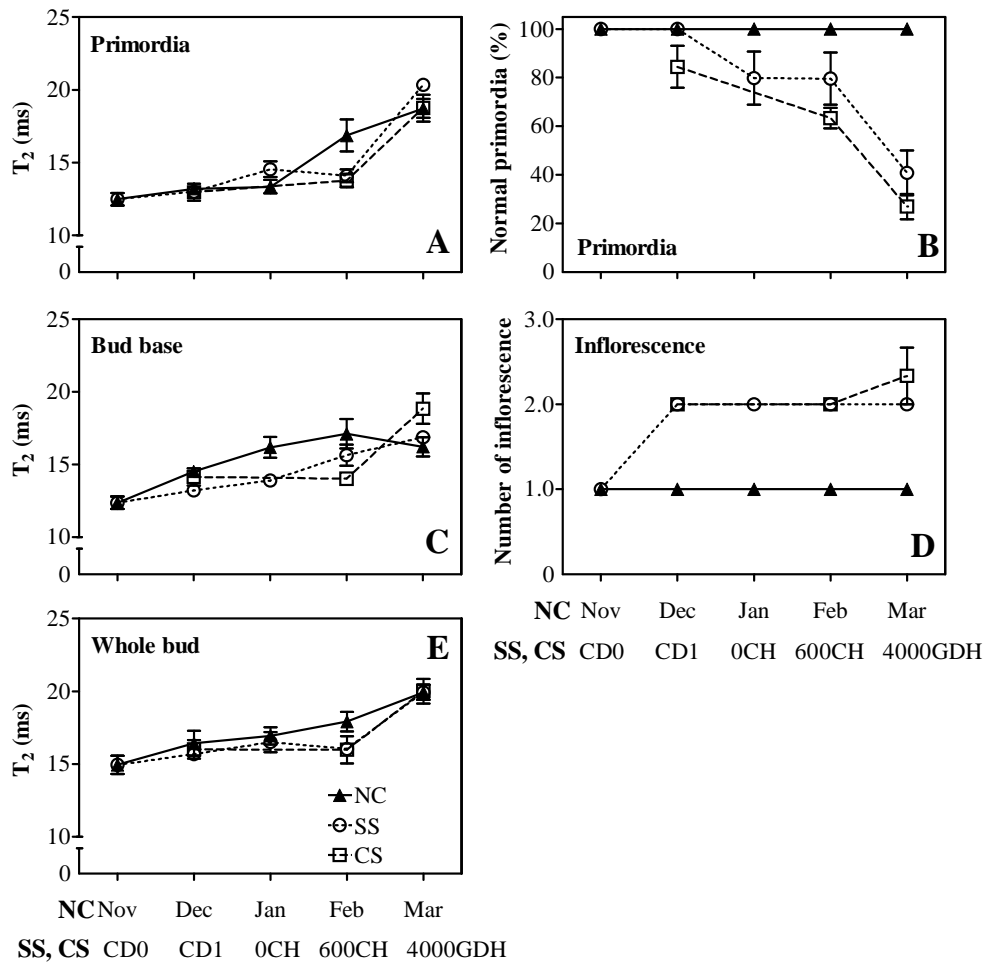 25
20
15
10
0
T2 (ms)
Primordia
A
100
80
60
40
20
0
Normal primordia (%)
Primordia
B
25
20
15
10
0
T2 (ms)
Bud base
C
3.0
2.0
1.0
0.0
Number of inflorescence
Inflorescence
D
NC Nov Dec Jan Feb Mar
SS, CS CD0 CD1 0CH 600CH 4000GDH
25
20
15
10
0
T2 (ms)
Whole bud
E
NC
SS
CS
NC Nov Dec Jan Feb Mar
SS, CS CD0 CD1 0CH 600CH 4000GDH